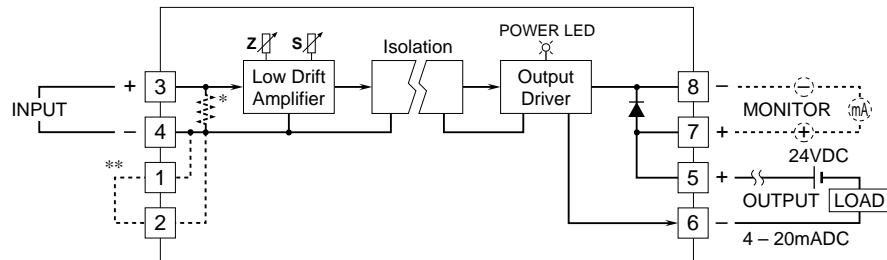 POWER LED
Z S
Isolation
INPUT
+ 3
*
Low Drift
Amplifier
Output
Driver
8 −
−
MONITOR
mA
− 4
7 +
+
**
1
24VDC
5 +
OUTPUT
LOAD
2
6 −
4 – 20mADC